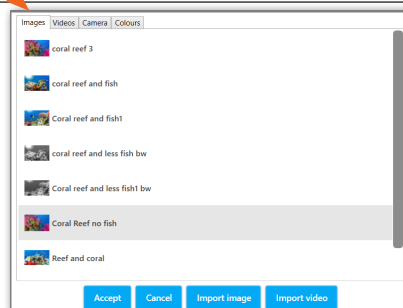 Images Videos Camera Colours
coral reef 3
coral reef and fish
Coral reef and fish1
coral reef and less fish bw
Coral reef and less fish1 bw
Coral Reef no fish
Reef and coral
Accept Cancel Import image Import video